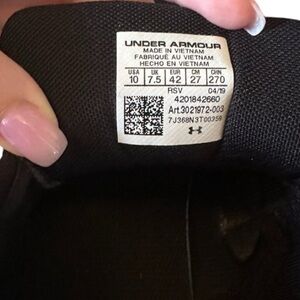 UNDER ARMOUR
MADE IN VIETNAM
FABRIQUÉ AU VIETNAM
HECHO EN VIETNAM
USA UK EUR CM CHN
10 7.5 42 27 270
RSV 04/19
4201842660
Art.3021972-003
7J368N3T00358